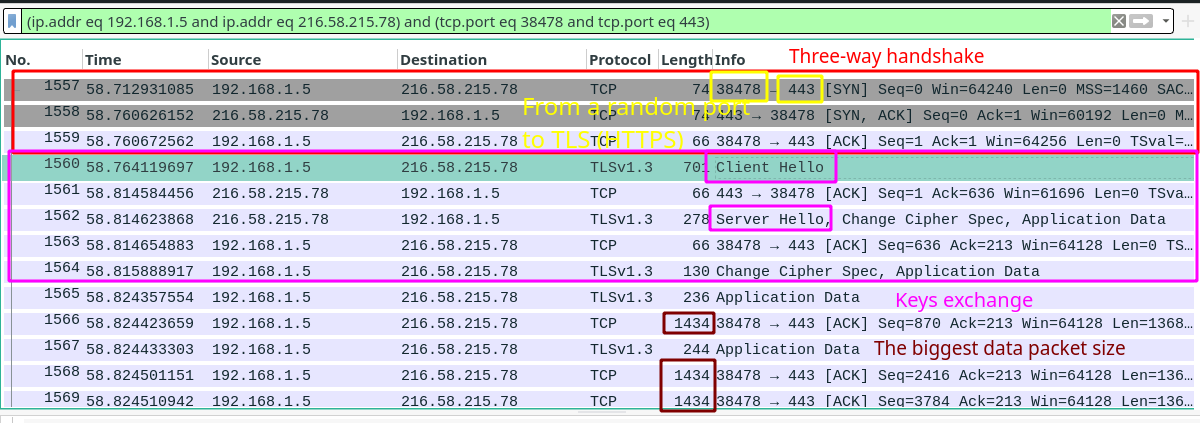 (ip.addr eq 192.168.1.5 and ip.addr eq 216.58.215.78) and (tcp.port eq 38478 and tcp.port eq 443)
No. Time Source Destination Protocol Length Info
Three-way handshake
1557 58.712931085 192.168.1.5 216.58.215.78 TCP 74 38478 → 443 [SYN] Seq=0 Win=64240 Len=0 MSS=1460 SAC…
From a random port
1558 58.760626152 216.58.215.78 192.168.1.5 TCP 74 443 → 38478 [SYN, ACK] Seq=0 Ack=1 Win=60192 Len=0 M…
to TLS (HTTPS)
1559 58.760672562 192.168.1.5 216.58.215.78 TCP 66 38478 → 443 [ACK] Seq=1 Ack=1 Win=64256 Len=0 TSval=…
1560 58.764119697 192.168.1.5 216.58.215.78 TLSv1.3 701 Client Hello
1561 58.814584456 216.58.215.78 192.168.1.5 TCP 66 443 → 38478 [ACK] Seq=1 Ack=636 Win=61696 Len=0 TSva…
1562 58.814623868 216.58.215.78 192.168.1.5 TLSv1.3 278 Server Hello, Change Cipher Spec, Application Data
1563 58.814654883 192.168.1.5 216.58.215.78 TCP 66 38478 → 443 [ACK] Seq=636 Ack=213 Win=64128 Len=0 TS…
1564 58.815888917 192.168.1.5 216.58.215.78 TLSv1.3 130 Change Cipher Spec, Application Data
1565 58.824357554 192.168.1.5 216.58.215.78 TLSv1.3 236 Application Data
Keys exchange
1566 58.824423659 192.168.1.5 216.58.215.78 TCP 1434 38478 → 443 [ACK] Seq=870 Ack=213 Win=64128 Len=1368…
1567 58.824433303 192.168.1.5 216.58.215.78 TLSv1.3 244 Application Data
The biggest data packet size
1568 58.824501151 192.168.1.5 216.58.215.78 TCP 1434 38478 → 443 [ACK] Seq=2416 Ack=213 Win=64128 Len=136…
1569 58.824510942 192.168.1.5 216.58.215.78 TCP 1434 38478 → 443 [ACK] Seq=3784 Ack=213 Win=64128 Len=136…